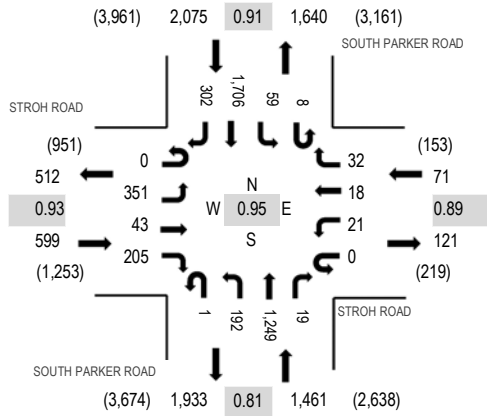 (3,961) 2,075 0.91 1,640 (3,161)
SOUTH PARKER ROAD
STROH ROAD
302 1,706 59 8
(951) 0 32 (153)
512 351 N 18 71
0.93 43 W 0.95 E 21 0.89
599 205 S 0 121
(1,253) (219)
1 192 1,249 19
STROH ROAD
SOUTH PARKER ROAD
(3,674) 1,933 0.81 1,461 (2,638)